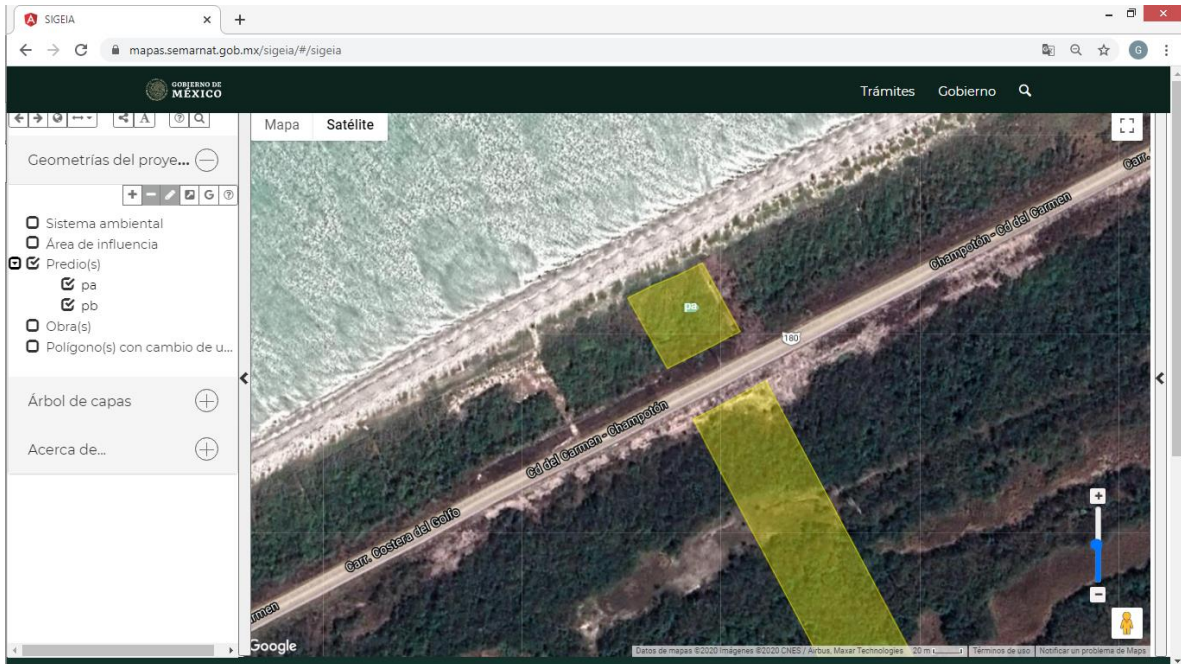 SIGEIA
mapas.semarnat.gob.mx/sigeia/#/sigeia
G
GOBIERNO DE
MÉXICO
Trámites Gobierno
A
Mapa Satélite
Geometrías del proye...
G
Sistema ambiental
Área de influencia
Predio(s)
pa
pb
Obra(s)
Polígono(s) con cambio de u...
Árbol de capas
Acerca de...
Carr.
Champotón - Cd del Carmen
pa
180
Cd del Carmen - Champotón
Carr. Costera del Golfo
rmen
Google
Datos de mapas ©2020 Imágenes ©2020 CNES / Airbus, Maxar Technologies 20 m Términos de uso Notificar un problema de Maps